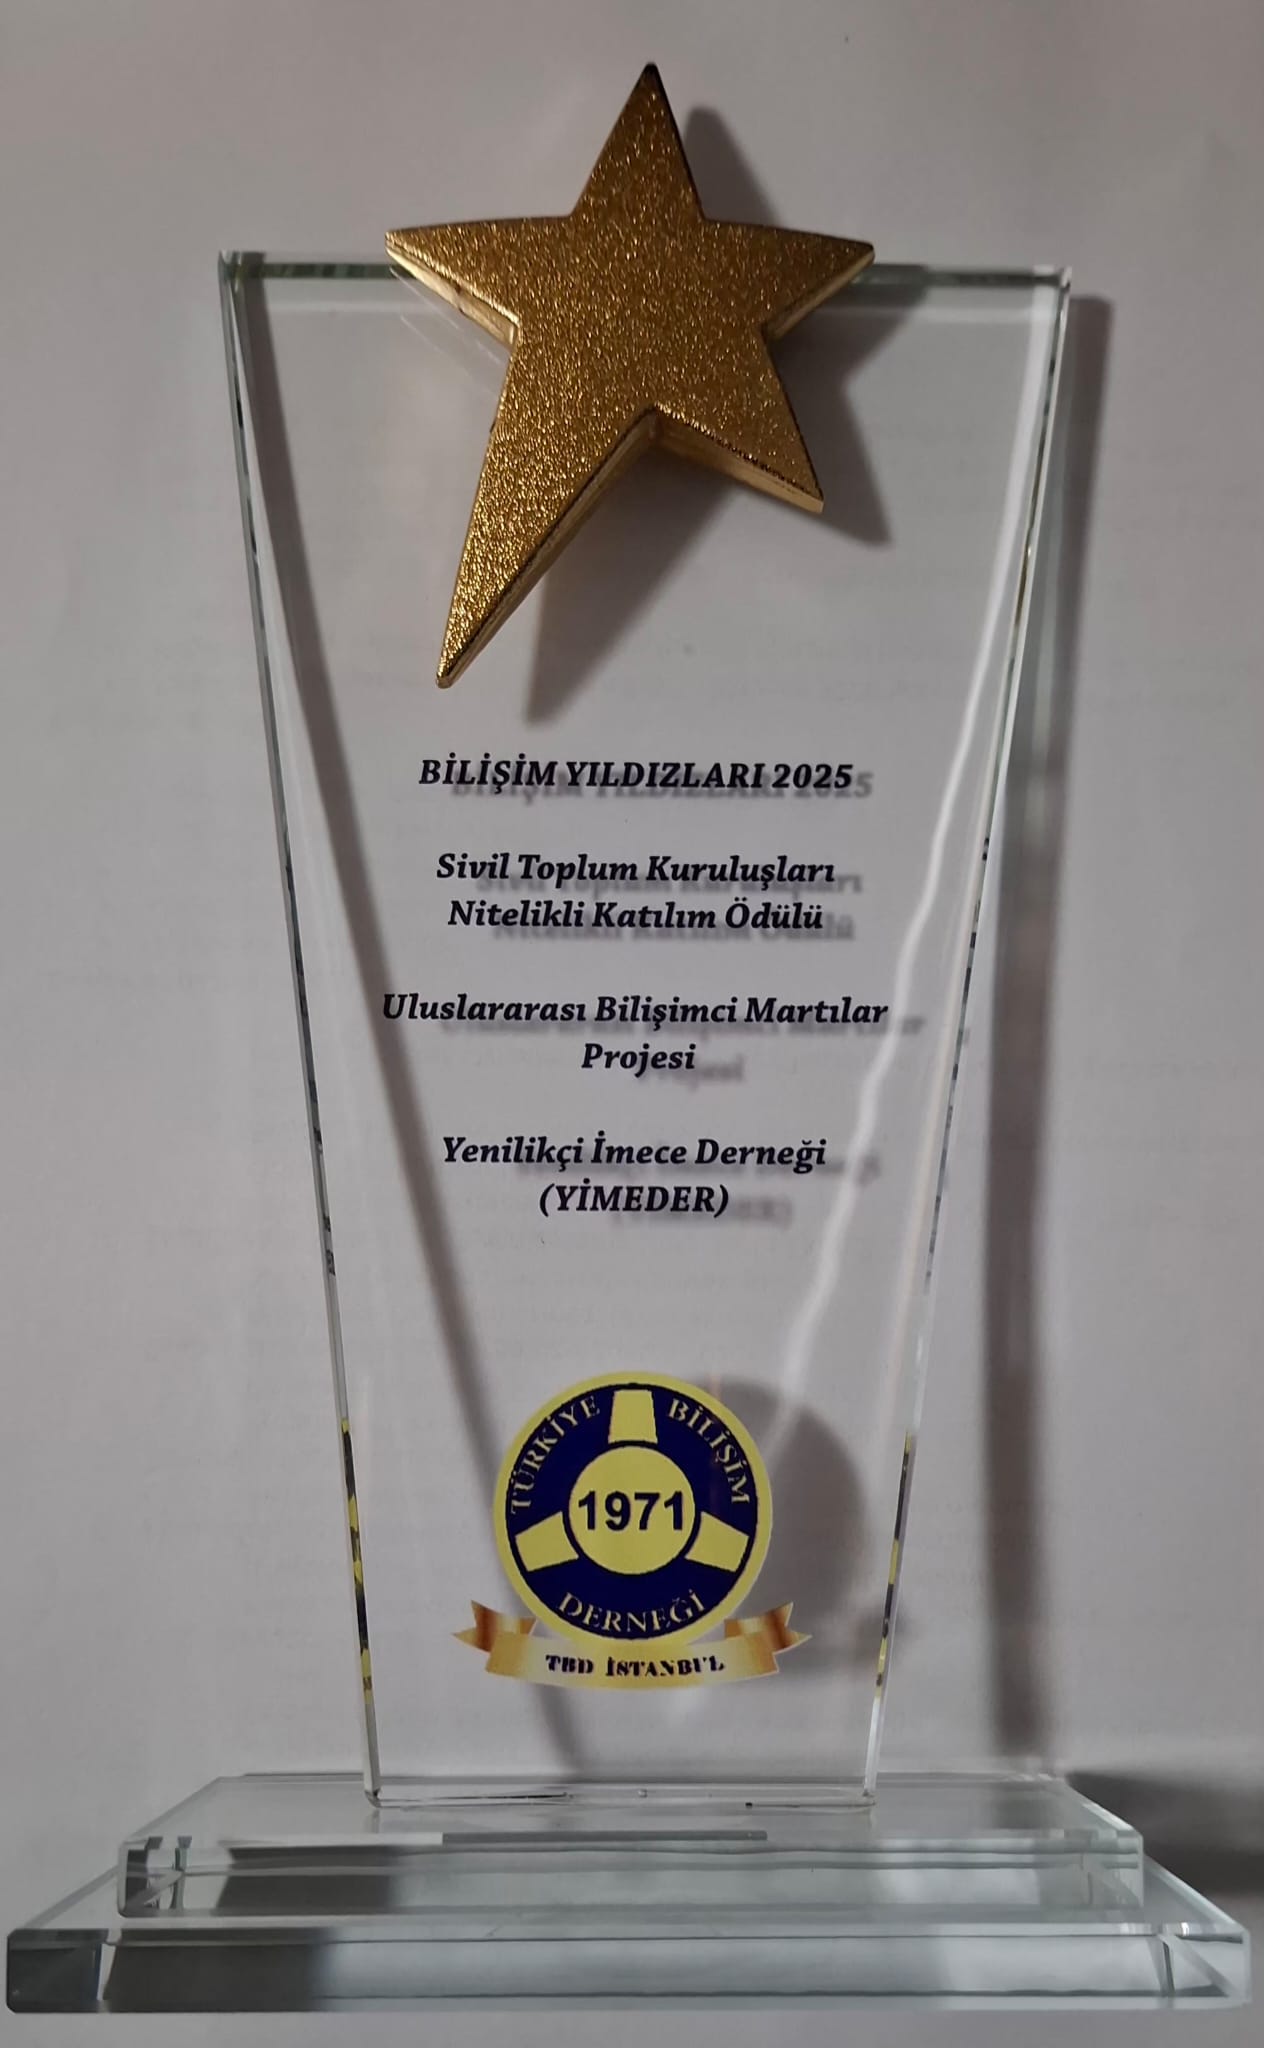 BİLİŞİM YILDIZLARI 2025
Sivil Toplum Kuruluşları
Nitelikli Katılım Ödülü
Uluslararası Bilişimci Martılar
Projesi
Yenilikçi İmece Derneği
(YİMEDER)
TÜRKİYE BİLİŞİM
1971
DERNEĞİ
TBD İSTANBUL